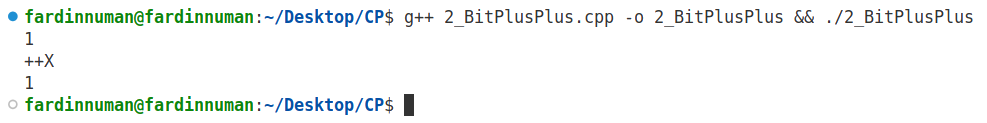 fardinnuman@fardinnuman:~/Desktop/CP$ g++ 2_BitPlusPlus.cpp -o 2_BitPlusPlus && ./2_BitPlusPlus
1
++X
1
fardinnuman@fardinnuman:~/Desktop/CP$